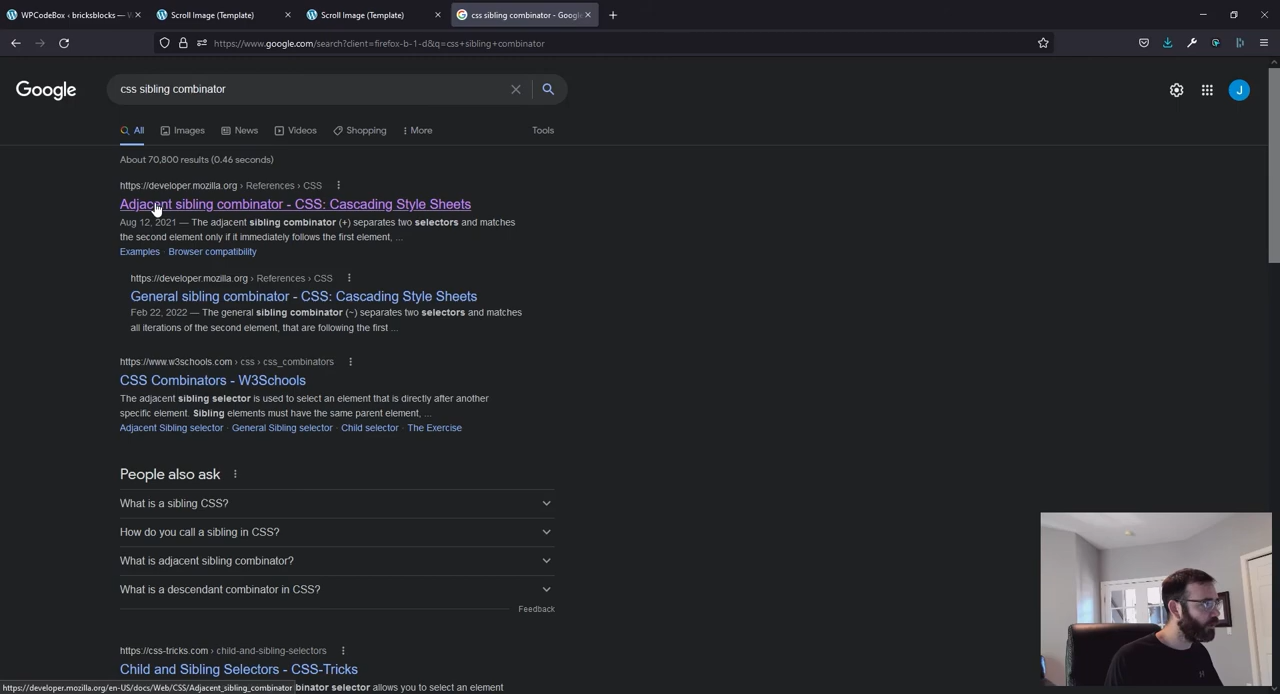 WPCodeBox ‹ bricksblocks — W
Scroll Image (Template)
Scroll Image (Template)
css sibling combinator - Google
https://www.google.com/search?client=firefox-b-1-d&q=css+sibling+combinator
Google
css sibling combinator
J
All
Images
News
Videos
Shopping
More
Tools
About 70,800 results (0.46 seconds)
https://developer.mozilla.org › References › CSS
Adjacent sibling combinator - CSS: Cascading Style Sheets
Aug 12, 2021 — The adjacent sibling combinator (+) separates two selectors and matches
the second element only if it immediately follows the first element, ...
Examples · Browser compatibility
https://developer.mozilla.org › References › CSS
General sibling combinator - CSS: Cascading Style Sheets
Feb 22, 2022 — The general sibling combinator (~) separates two selectors and matches
all iterations of the second element, that are following the first ...
https://www.w3schools.com › css › css_combinators
CSS Combinators - W3Schools
The adjacent sibling selector is used to select an element that is directly after another
specific element. Sibling elements must have the same parent element, ...
Adjacent Sibling selector · General Sibling selector · Child selector · The Exercise
People also ask
What is a sibling CSS?
How do you call a sibling in CSS?
What is adjacent sibling combinator?
What is a descendant combinator in CSS?
Feedback
https://css-tricks.com › child-and-sibling-selectors
Child and Sibling Selectors - CSS-Tricks
https://developer.mozilla.org/en-US/docs/Web/CSS/Adjacent_sibling_combinator
binator selector allows you to select an element